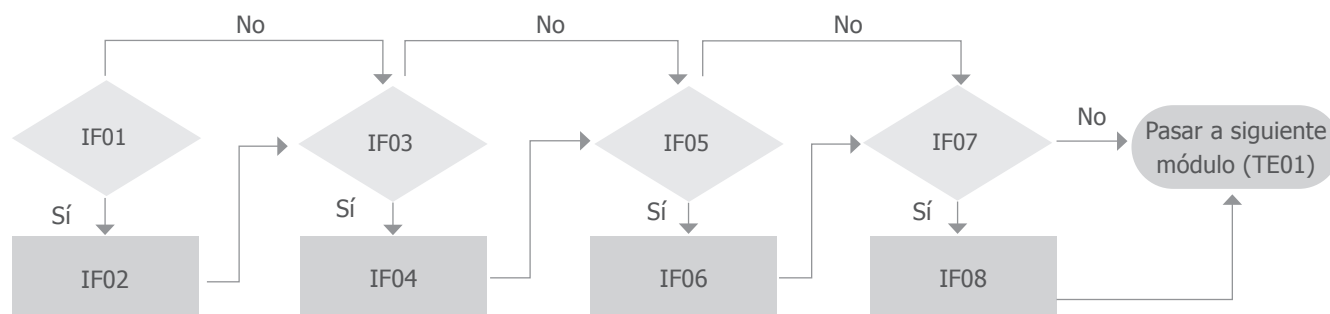 No
No
No
IF01
IF03
IF05
IF07
No
Pasar a siguiente
módulo (TE01)
Sí
Sí
Sí
Sí
IF02
IF04
IF06
IF08